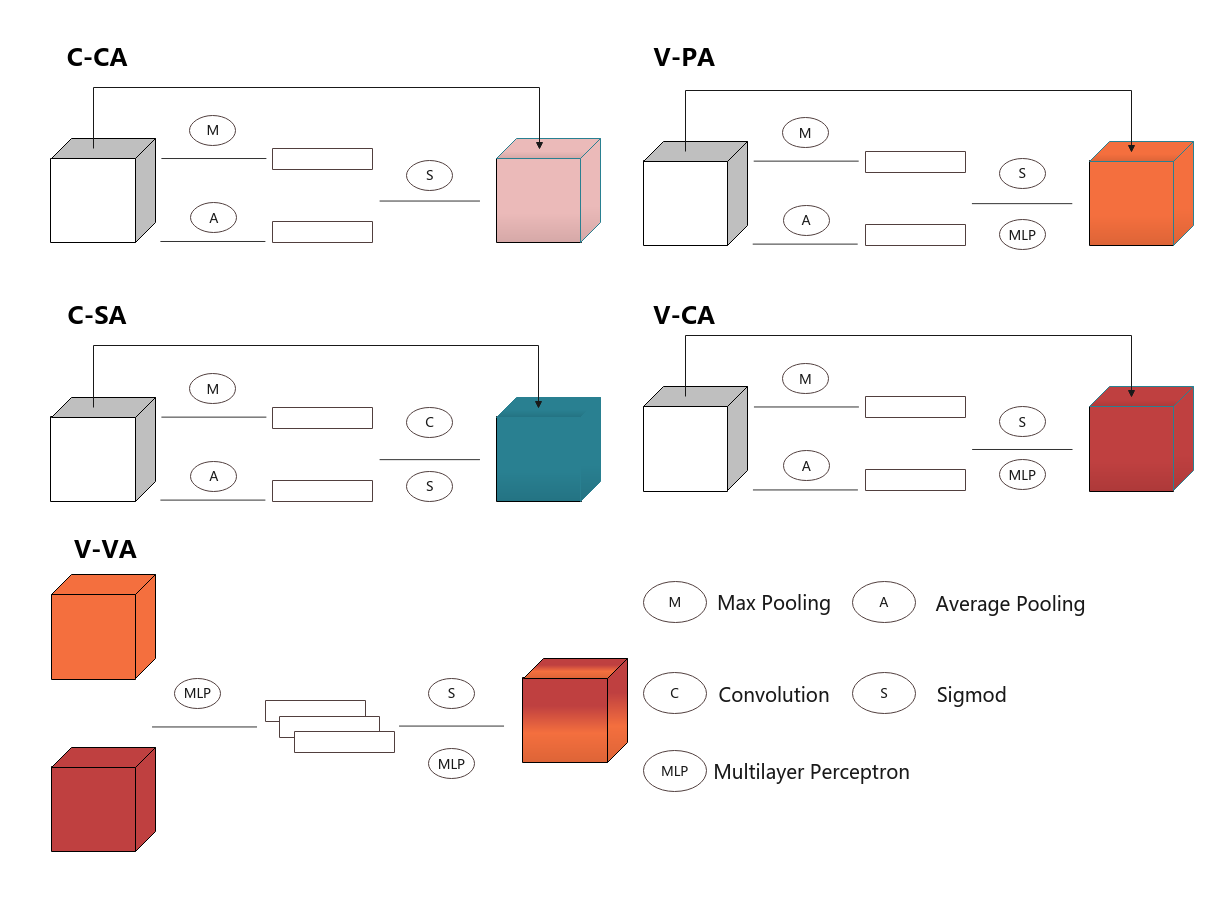 C-CA
M
A
S
V-PA
M
A
S
MLP
C-SA
M
A
C
S
V-CA
M
A
S
MLP
V-VA
MLP
S
MLP
M Max Pooling A Average Pooling
C Convolution S Sigmod
MLP Multilayer Perceptron